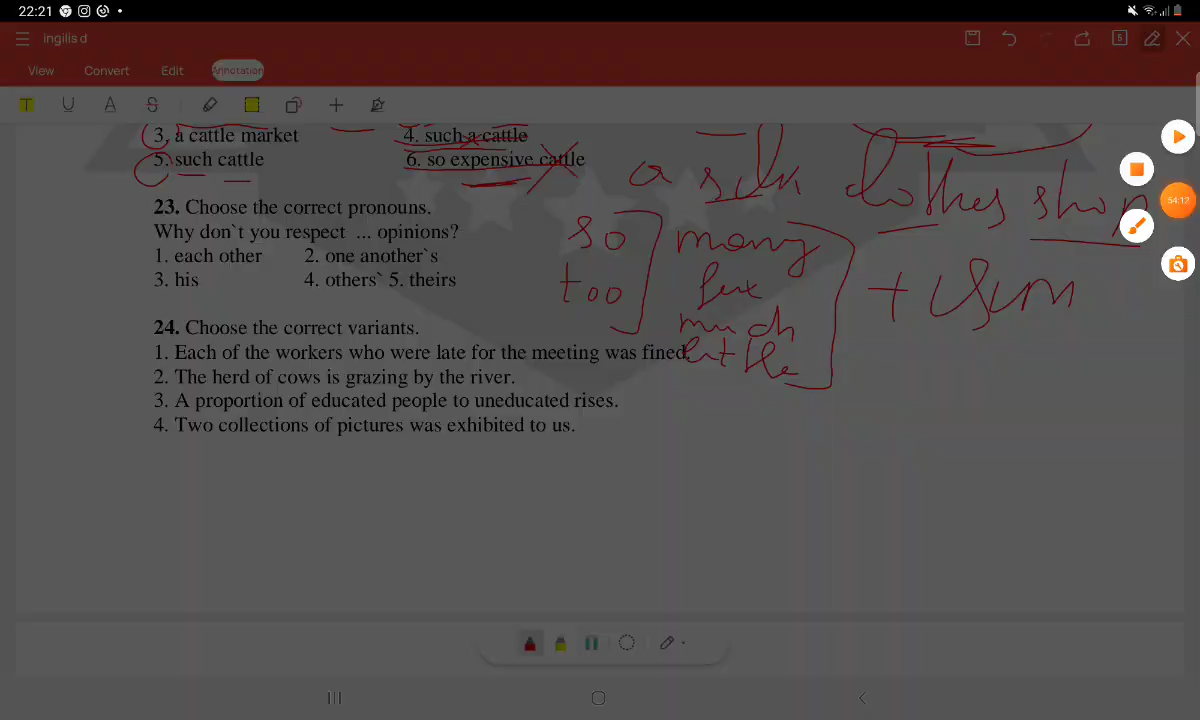 22:21
ingilis d
5
View Convert Edit Annotation
T U A S
3. a cattle market 4. such a cattle
5. such cattle 6. so expensive cattle
a silk clothes shop
54:12
23. Choose the correct pronouns.
Why don`t you respect ... opinions?
1. each other 2. one another`s
3. his 4. others` 5. theirs
so many
too few
much
little
24. Choose the correct variants.
1. Each of the workers who were late for the meeting was fined.
2. The herd of cows is grazing by the river.
3. A proportion of educated people to uneducated rises.
4. Two collections of pictures was exhibited to us.